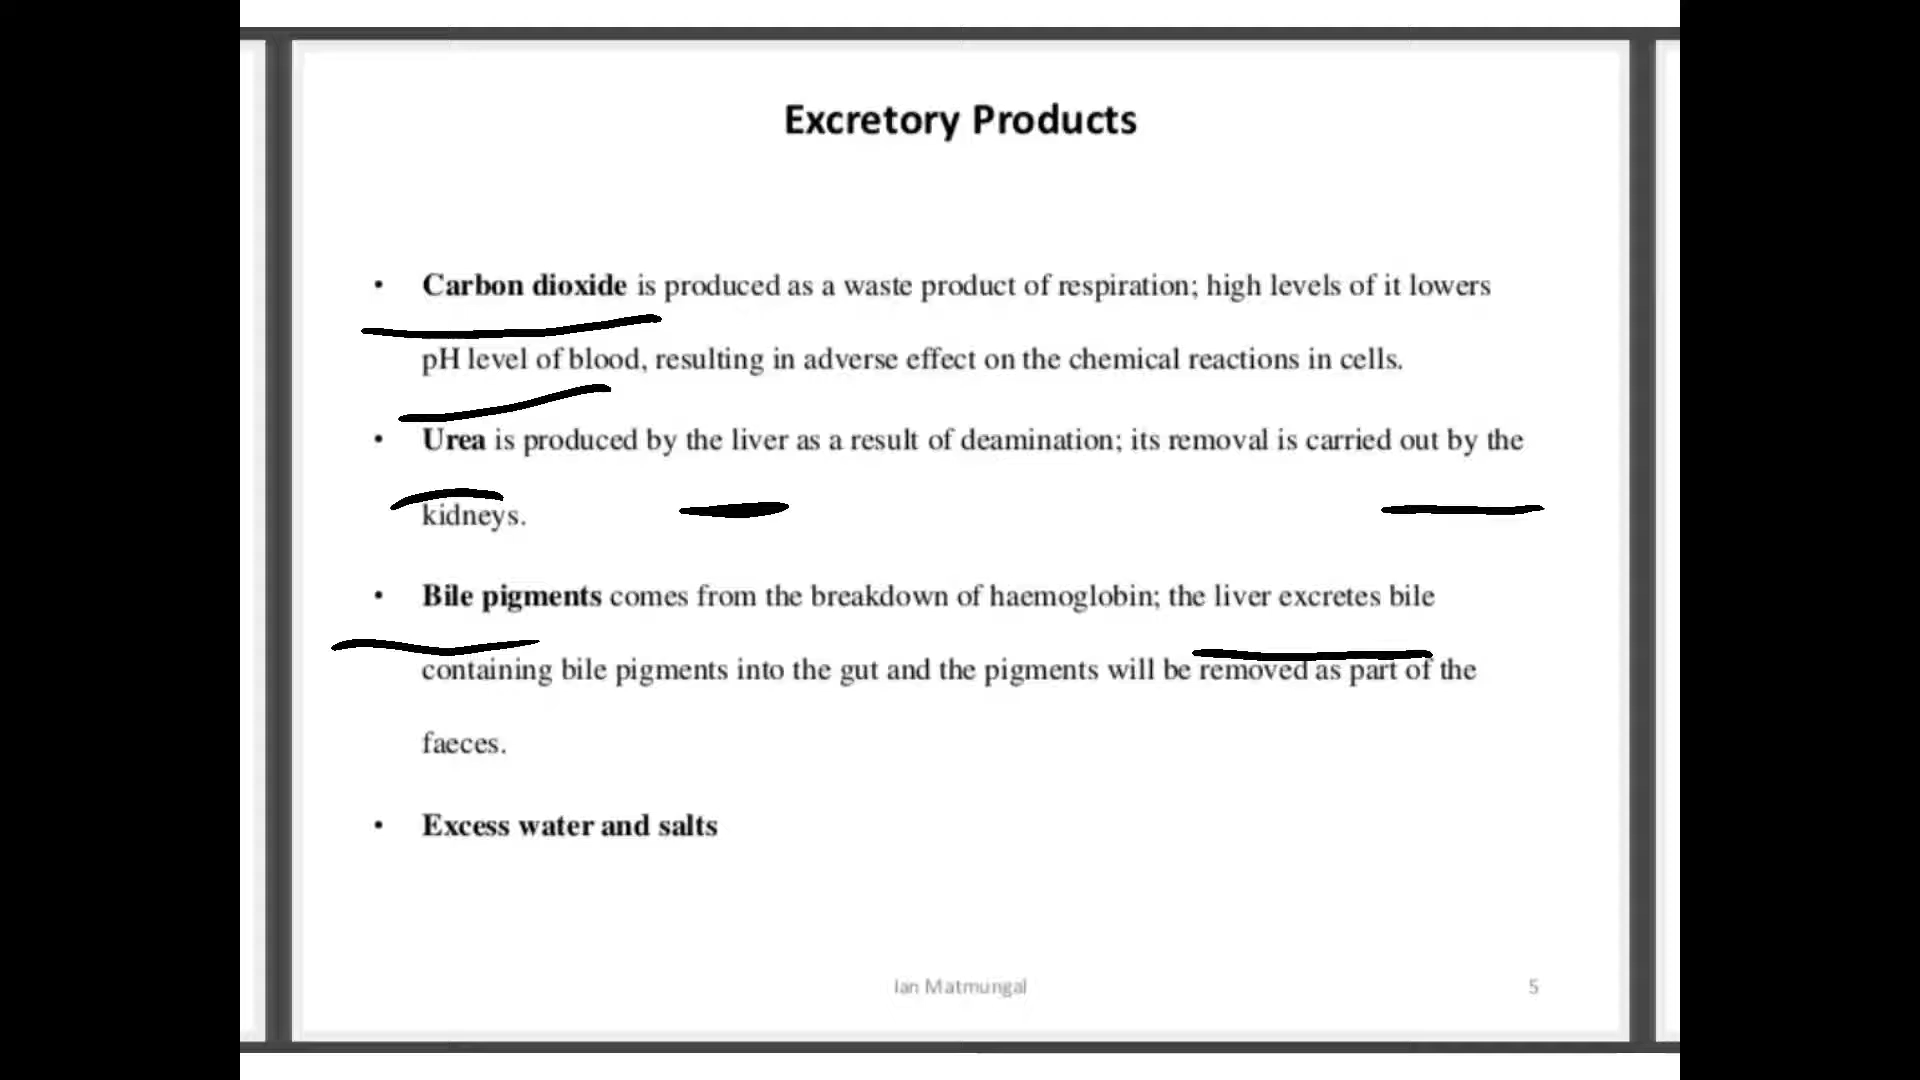 Excretory Products
• Carbon dioxide is produced as a waste product of respiration; high levels of it lowers
pH level of blood, resulting in adverse effect on the chemical reactions in cells.
• Urea is produced by the liver as a result of deamination; its removal is carried out by the
kidneys.
• Bile pigments comes from the breakdown of haemoglobin; the liver excretes bile
containing bile pigments into the gut and the pigments will be removed as part of the
faeces.
• Excess water and salts
Ian Matmungal
5